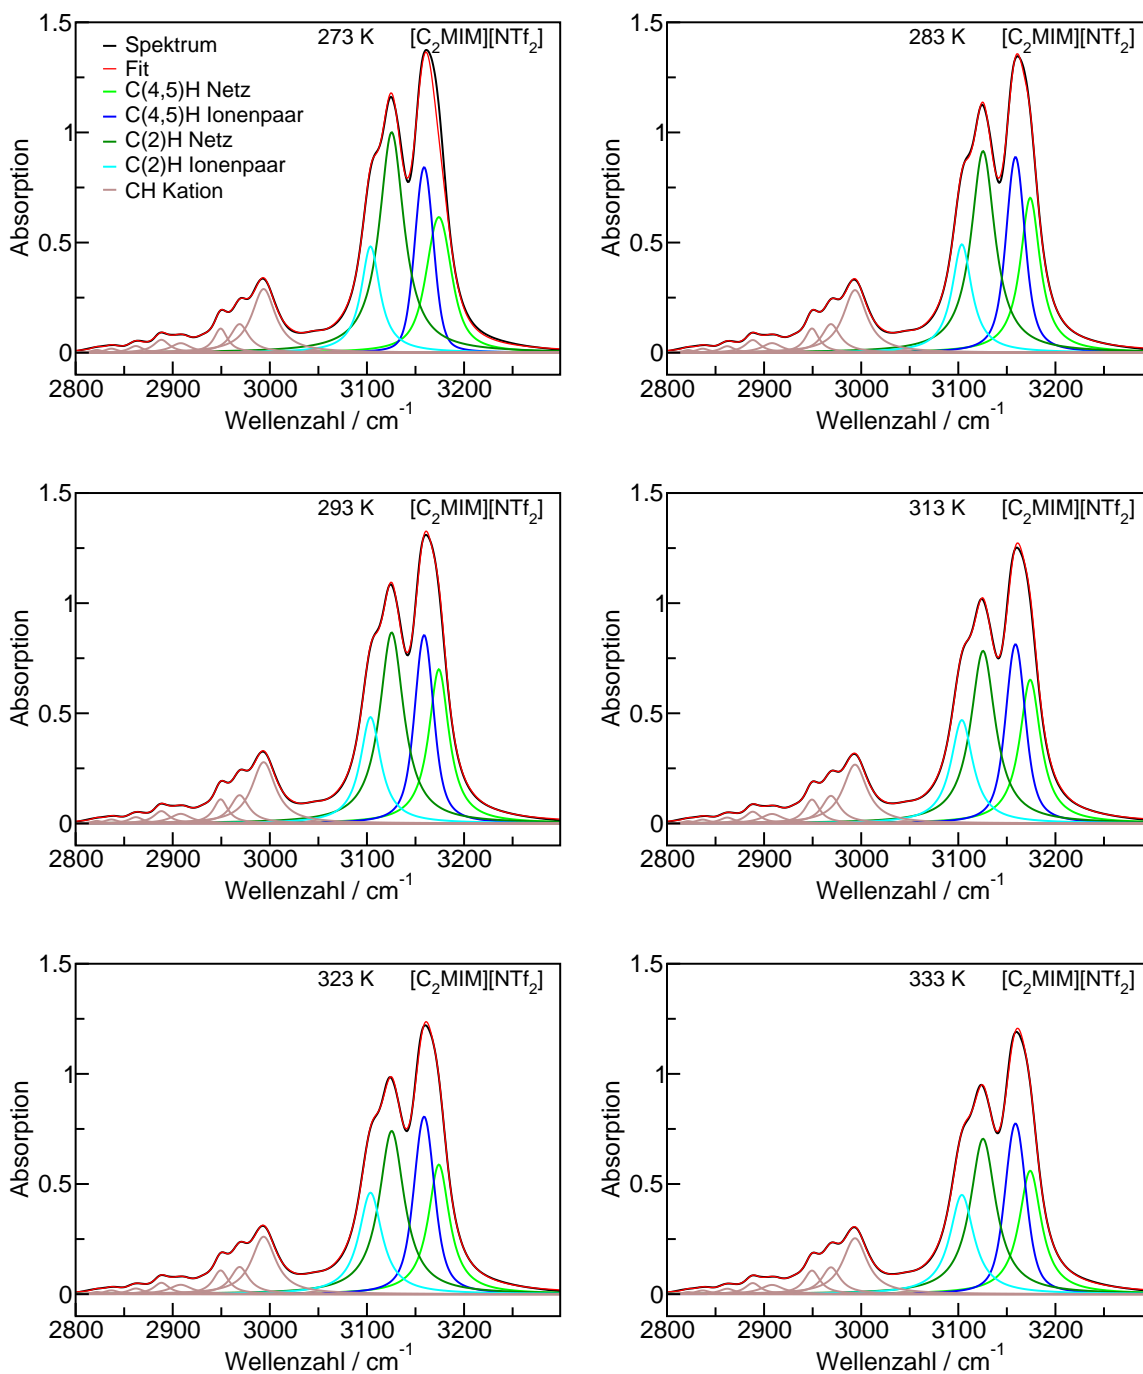 273 K [C2MIM][NTf2]
Spektrum
Fit
C(4,5)H Netz
C(4,5)H Ionenpaar
C(2)H Netz
C(2)H Ionenpaar
CH Kation
1.5
1
0.5
0
Absorption
2800 2900 3000 3100 3200
Wellenzahl / cm-1
283 K [C2MIM][NTf2]
1.5
1
0.5
0
Absorption
2800 2900 3000 3100 3200
Wellenzahl / cm-1
293 K [C2MIM][NTf2]
1.5
1
0.5
0
Absorption
2800 2900 3000 3100 3200
Wellenzahl / cm-1
313 K [C2MIM][NTf2]
1.5
1
0.5
0
Absorption
2800 2900 3000 3100 3200
Wellenzahl / cm-1
323 K [C2MIM][NTf2]
1.5
1
0.5
0
Absorption
2800 2900 3000 3100 3200
Wellenzahl / cm-1
333 K [C2MIM][NTf2]
1.5
1
0.5
0
Absorption
2800 2900 3000 3100 3200
Wellenzahl / cm-1